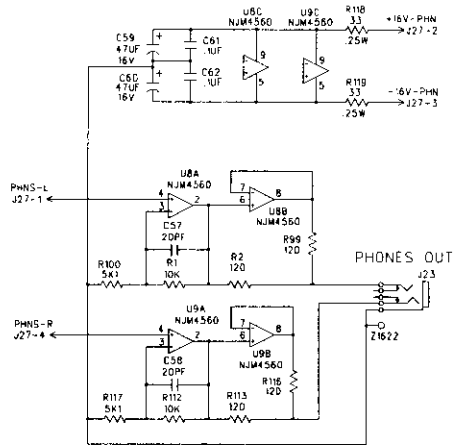 U8C
NJM4560
U9C
NJM4560
R118
33
.25W
+16V-PHN
J27-2
C59
47UF
16V
+
C61
.1UF
9
5
9
5
C60
47UF
16V
+
C62
.1UF
R119
33
.25W
-16V-PHN
J27-3
PHNS-L
J27-1
U8A
NJM4560
4
3
2
C57
20PF
7
6
8
U8B
NJM4560
R99
120
R100
5K1
R1
10K
R2
120
PHONES OUT
J23
Z1622
PHNS-R
J27-4
U9A
NJM4560
4
3
2
C58
20PF
7
6
8
U9B
NJM4560
R116
120
R117
5K1
R112
10K
R113
120